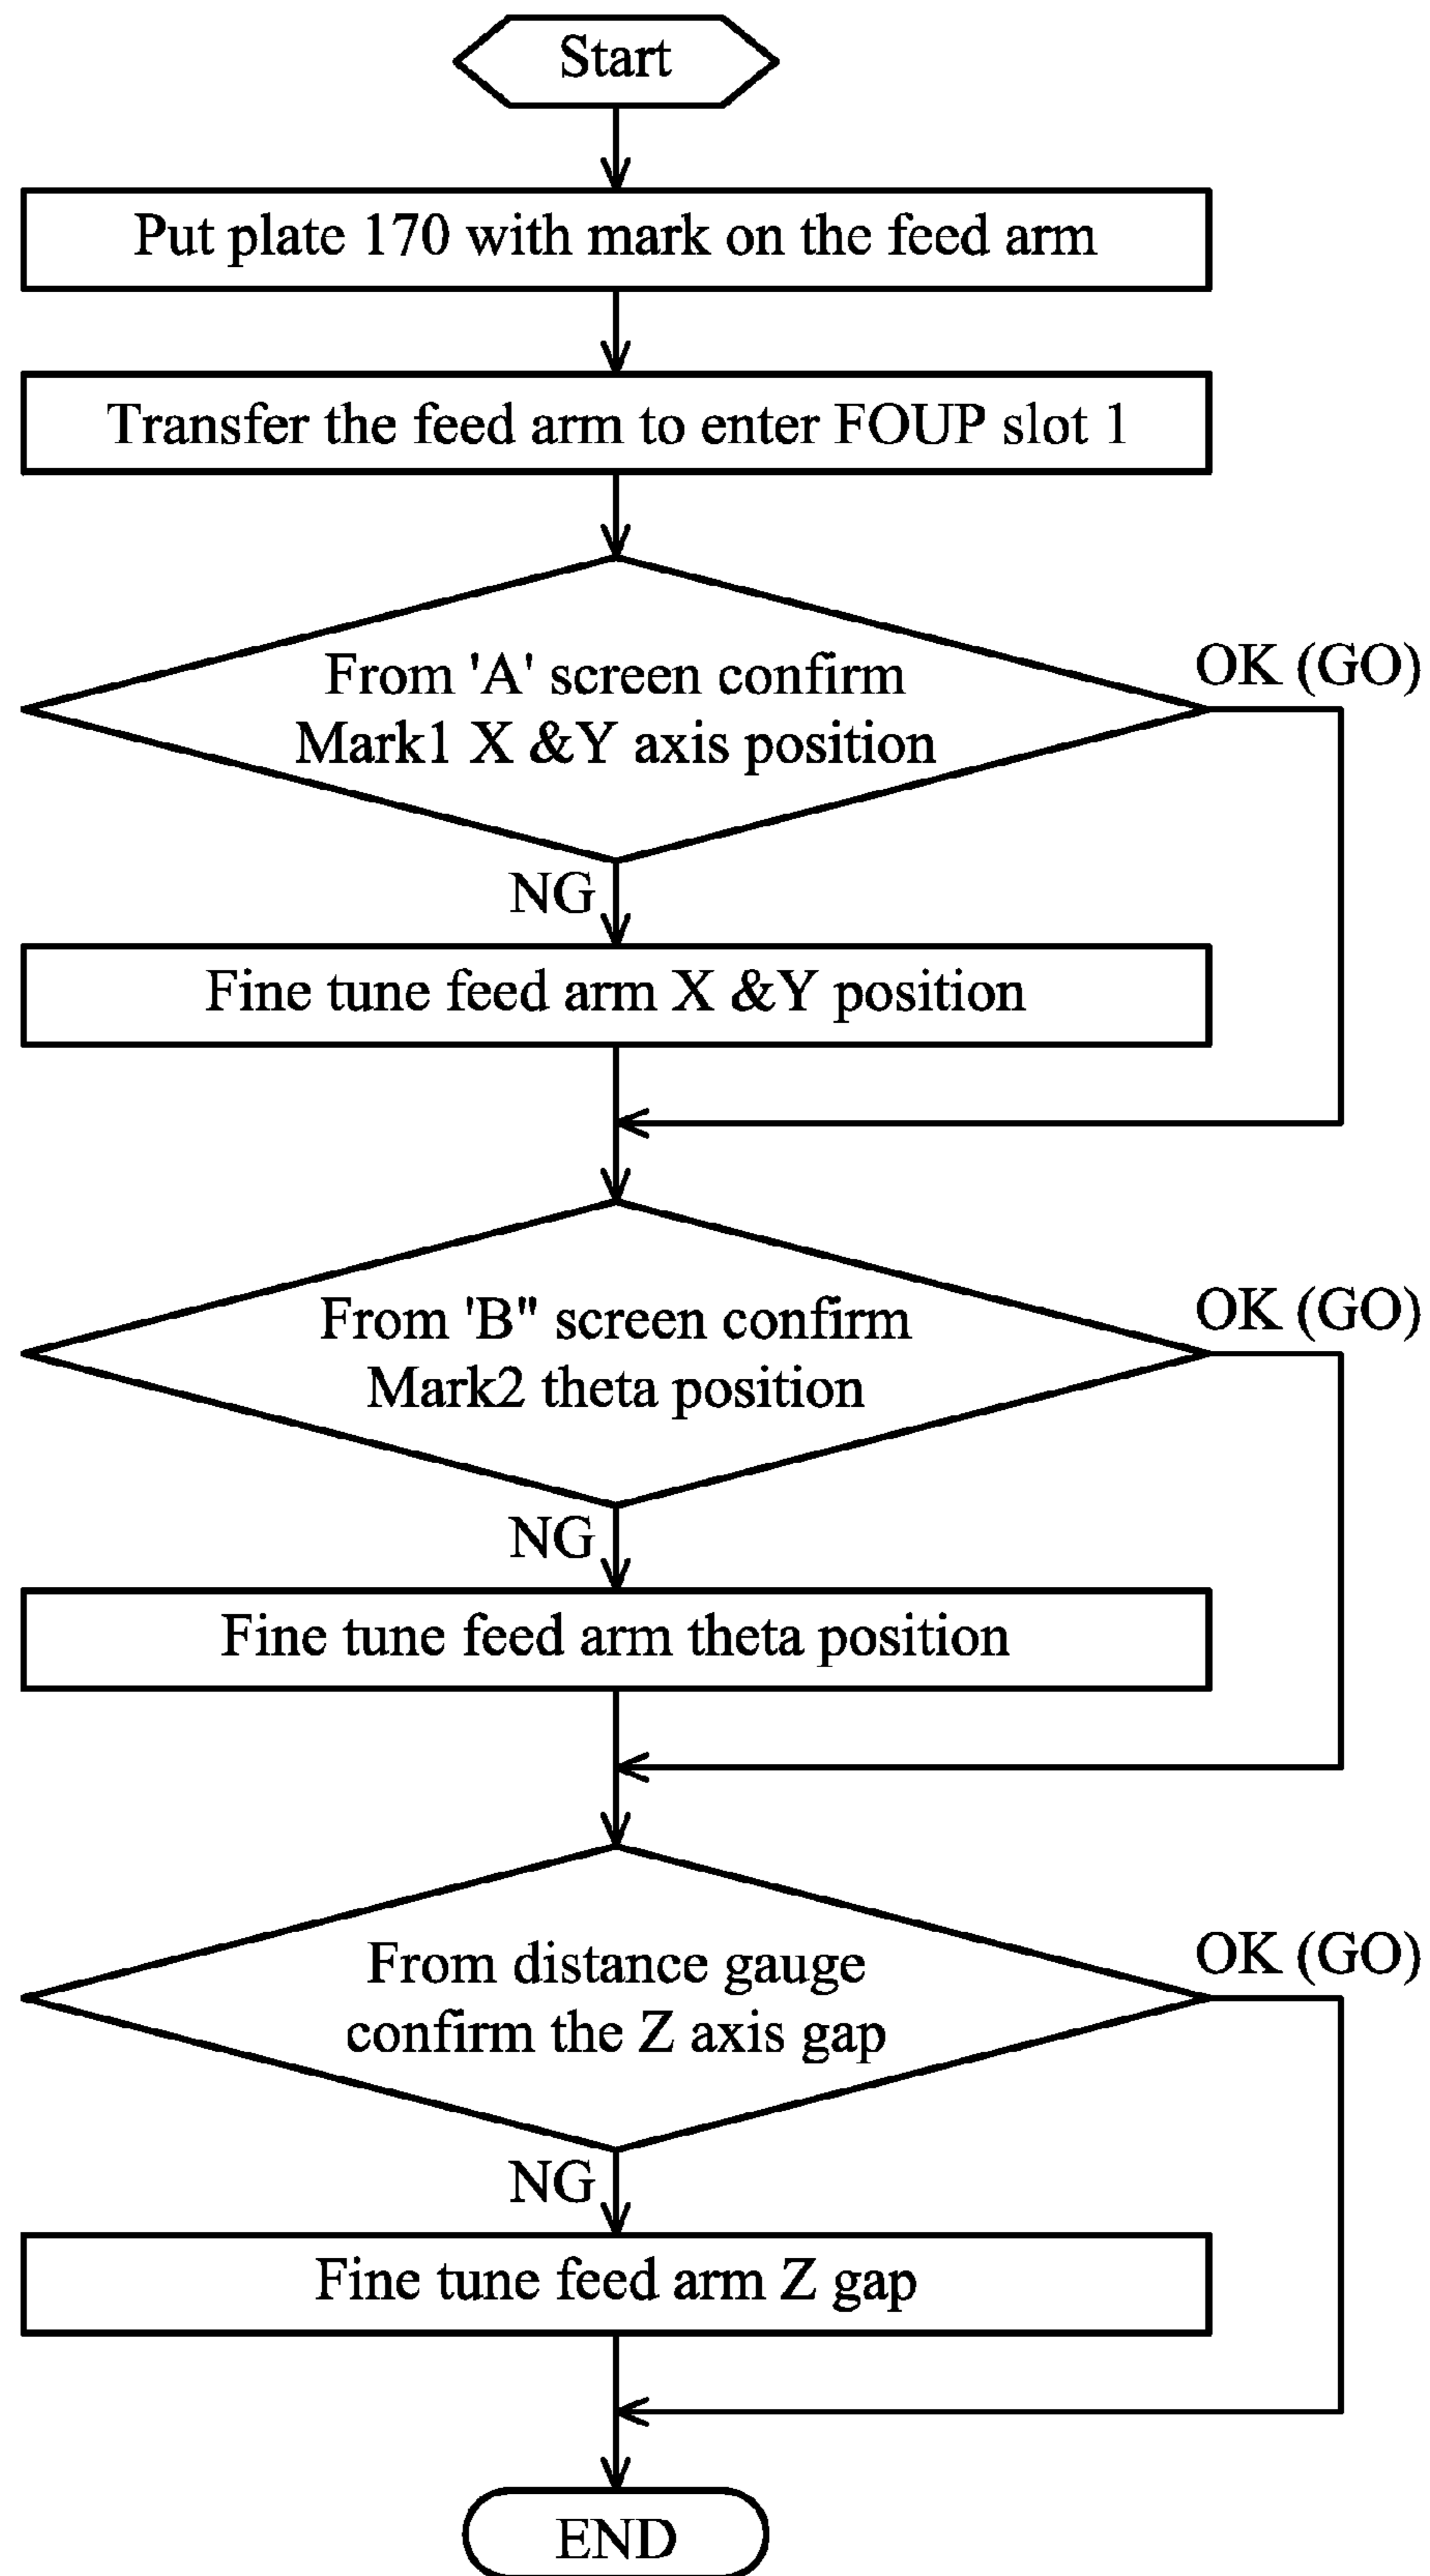 Start
Put plate 170 with mark on the feed arm
Transfer the feed arm to enter FOUP slot 1
From 'A' screen confirm
Mark1 X &Y axis position
OK (GO)
NG
Fine tune feed arm X &Y position
From 'B" screen confirm
Mark2 theta position
OK (GO)
NG
Fine tune feed arm theta position
From distance gauge
confirm the Z axis gap
OK (GO)
NG
Fine tune feed arm Z gap
END